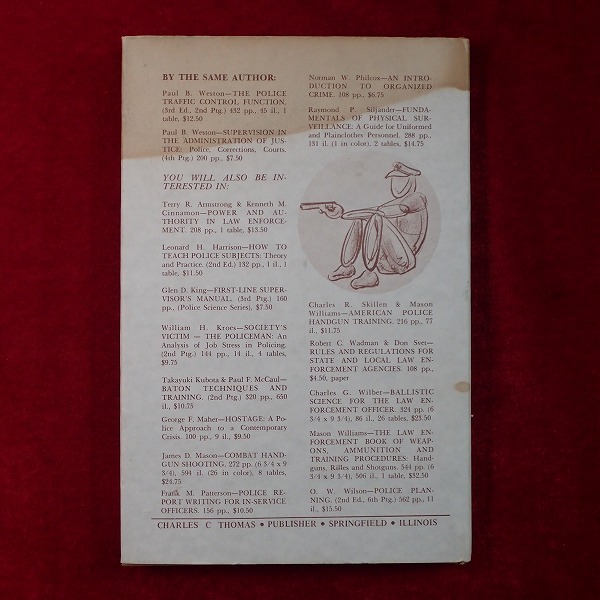 BY THE SAME AUTHOR:
Paul B. Weston—THE POLICE
TRAFFIC CONTROL FUNCTION.
(3rd Ed., 2nd Ptg.) 432 pp., 45 il., 1
table, $12.50
Paul B. Weston—SUPERVISION IN
THE ADMINISTRATION OF JUS-
TICE: Police, Corrections, Courts.
(4th Ptg.) 200 pp., $7.50
YOU WILL ALSO BE IN-
TERESTED IN:
Terry R. Armstrong & Kenneth M.
Cinnamon—POWER AND AU-
THORITY IN LAW ENFORCE-
MENT. 208 pp., 1 table, $13.50
Leonard H. Harrison—HOW TO
TEACH POLICE SUBJECTS: Theory
and Practice. (2nd Ed.) 132 pp., 1 il., 1
table, $11.50
Glen D. King—FIRST-LINE SUPER-
VISOR'S MANUAL. (3rd Ptg.) 160
pp., (Police Science Series), $7.50
William H. Kroes—SOCIETY'S
VICTIM — THE POLICEMAN: An
Analysis of Job Stress in Policing.
(2nd Ptg.) 144 pp., 14 il., 4 tables,
$9.75
Takayuki Kubota & Paul F. McCaul—
BATON TECHNIQUES AND
TRAINING. (2nd Ptg.) 320 pp., 650
il., $10.75
George F. Maher—HOSTAGE: A Po-
lice Approach to a Contemporary
Crisis. 100 pp., 9 il., $9.50
James D. Mason—COMBAT HAND-
GUN SHOOTING. 272 pp. (6 3/4 x 9
3/4), 594 il. (26 in color), 8 tables,
$24.75
Frank M. Patterson—POLICE RE-
PORT WRITING FOR IN-SERVICE
OFFICERS. 156 pp., $10.50
Norman W. Philcox—AN INTRO-
DUCTION TO ORGANIZED
CRIME. 108 pp., $6.75
Raymond P. Siljander—FUNDA-
MENTALS OF PHYSICAL SUR-
VEILLANCE: A Guide for Uniformed
and Plainclothes Personnel. 288 pp.,
131 il. (1 in color), 2 tables, $14.75
Charles R. Skillen & Mason
Williams—AMERICAN POLICE
HANDGUN TRAINING. 216 pp., 77
il., $11.75
Robert C. Wadman & Don Svet—
RULES AND REGULATIONS FOR
STATE AND LOCAL LAW EN-
FORCEMENT AGENCIES. 108 pp.,
$4.50, paper
Charles G. Wilber—BALLISTIC
SCIENCE FOR THE LAW EN-
FORCEMENT OFFICER. 324 pp. (6
3/4 x 9 3/4), 86 il., 26 tables, $23.50
Mason Williams—THE LAW EN-
FORCEMENT BOOK OF WEAP-
ONS, AMMUNITION AND
TRAINING PROCEDURES: Hand-
guns, Rifles and Shotguns. 544 pp. (6
3/4 x 9 3/4), 506 il., 1 table, $32.50
O. W. Wilson—POLICE PLAN-
NING. (2nd Ed., 6th Ptg.) 562 pp., 11
il., $15.50
CHARLES C THOMAS • PUBLISHER • SPRINGFIELD • ILLINOIS